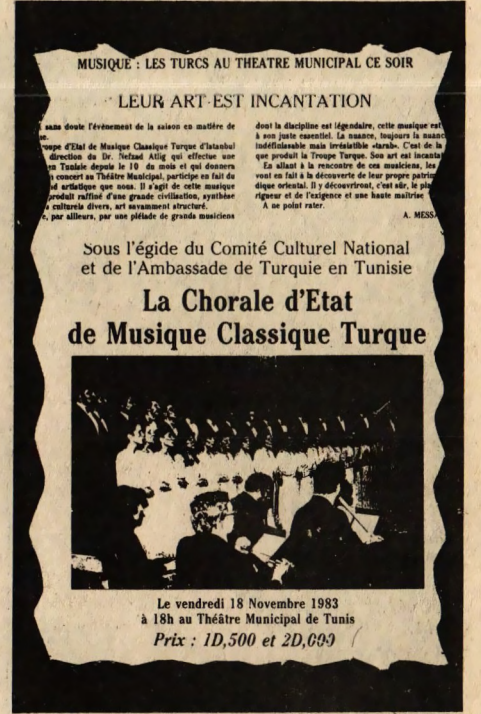 MUSIQUE : LES TURCS AU THEATRE MUNICIPAL CE SOIR
LEUR ART EST INCANTATION
sans doute l'évènement de la saison en matière de
oupe d'Etat de Musique Classique Turque d'Istanbul
direction du Dr. Nefzad Atlig qui effectue une
en Tunisie depuis le 10 du mois et qui donnera
concert au Théâtre Municipal, participe en fait du
artistique que nous. Il s'agit de cette musique
produit raffiné d'une grande civilisation, synthèse
culturels divers, art savamment structuré.
, par ailleurs, par une pléiade de grands musiciens
dont la discipline est légendaire, cette musique est
à son juste essentiel. La nuance, toujours la nuance
indéfinissable mais irrésistible «tarab». C'est de la
que produit la Troupe Turque. Son art est incanta
En allant à la rencontre de ces musiciens, les
vont en fait à la découverte de leur propre patrim
dique oriental. Il y découvriront, c'est sûr, le pla
rigueur et de l'exigence et une haute maîtrise
A ne point rater.
A. MESSA
Sous l'égide du Comité Culturel National
et de l'Ambassade de Turquie en Tunisie
La Chorale d'Etat
de Musique Classique Turque
Le vendredi 18 Novembre 1983
à 18h au Théâtre Municipal de Tunis
Prix : 1D,500 et 2D,000